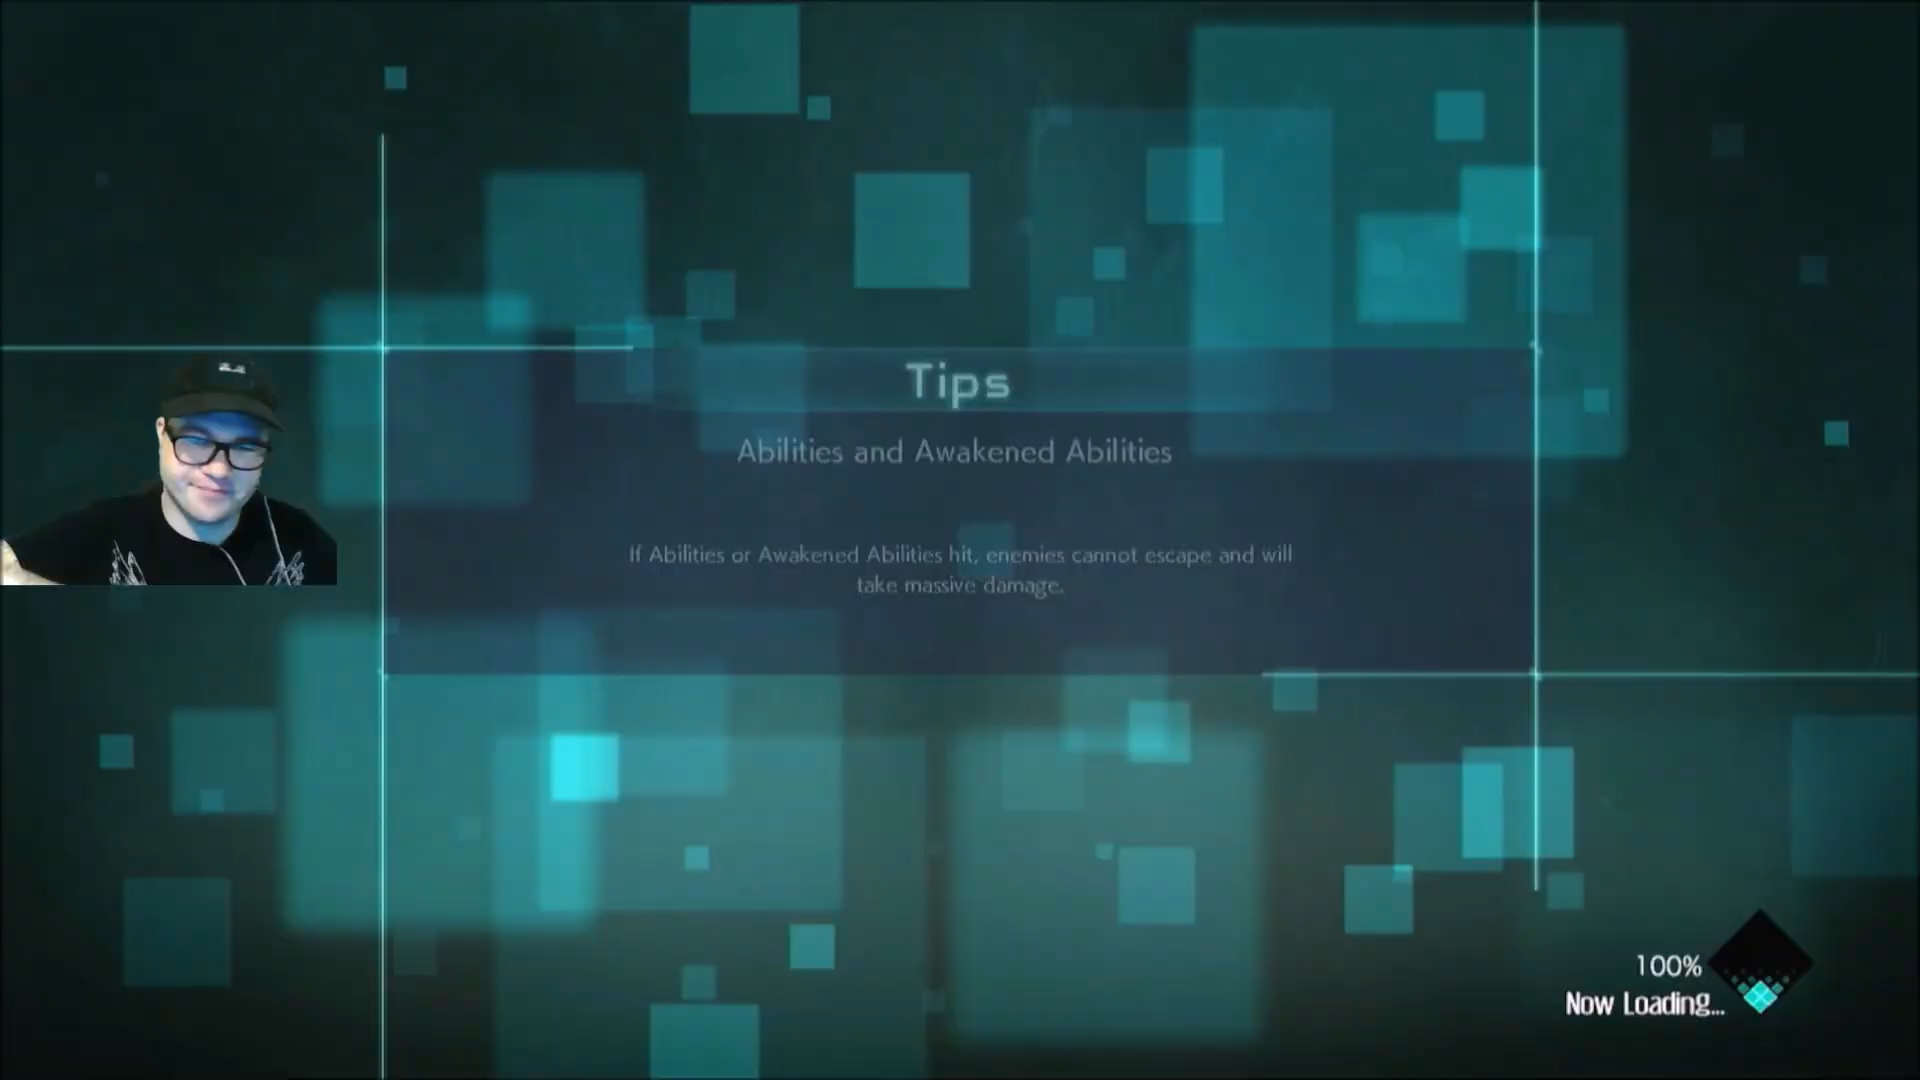 Tips
Abilities and Awakened Abilities
If Abilities or Awakened Abilities hit, enemies cannot escape and will
take massive damage.
100%
Now Loading...